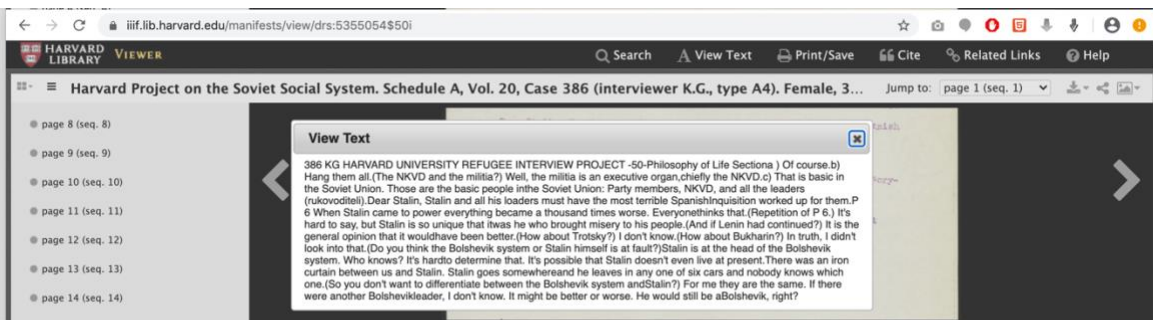 iiif.lib.harvard.edu/manifests/view/drs:5355054$50i
HARVARD
LIBRARY
VIEWER
Search
View Text
Print/Save
Cite
Related Links
Help
Harvard Project on the Soviet Social System. Schedule A, Vol. 20, Case 386 (interviewer K.G., type A4). Female, 3...
Jump to: page 1 (seq. 1)
page 8 (seq. 8)
page 9 (seq. 9)
page 10 (seq. 10)
page 11 (seq. 11)
page 12 (seq. 12)
page 13 (seq. 13)
page 14 (seq. 14)
View Text
386 KG HARVARD UNIVERSITY REFUGEE INTERVIEW PROJECT -50-Philosophy of Life Sectiona ) Of course.b)
Hang them all.(The NKVD and the militia?) Well, the militia is an executive organ,chiefly the NKVD.c) That is basic in
the Soviet Union. Those are the basic people inthe Soviet Union: Party members, NKVD, and all the leaders
(rukovoditeli).Dear Stalin, Stalin and all his loaders must have the most terrible SpanishInquisition worked up for them.P
6 When Stalin came to power everything became a thousand times worse. Everyonethinks that.(Repetition of P 6.) It's
hard to say, but Stalin is so unique that itwas he who brought misery to his people.(And if Lenin had continued?) It is the
general opinion that it wouldhave been better.(How about Trotsky?) I don't know.(How about Bukharin?) In truth, I didn't
look into that.(Do you think the Bolshevik system or Stalin himself is at fault?)Stalin is at the head of the Bolshevik
system. Who knows? It's hardto determine that. It's possible that Stalin doesn't even live at present.There was an iron
curtain between us and Stalin. Stalin goes somewhereand he leaves in any one of six cars and nobody knows which
one.(So you don't want to differentiate between the Bolshevik system andStalin?) For me they are the same. If there
were another Bolshevikleader, I don't know. It might be better or worse. He would still be aBolshevik, right?